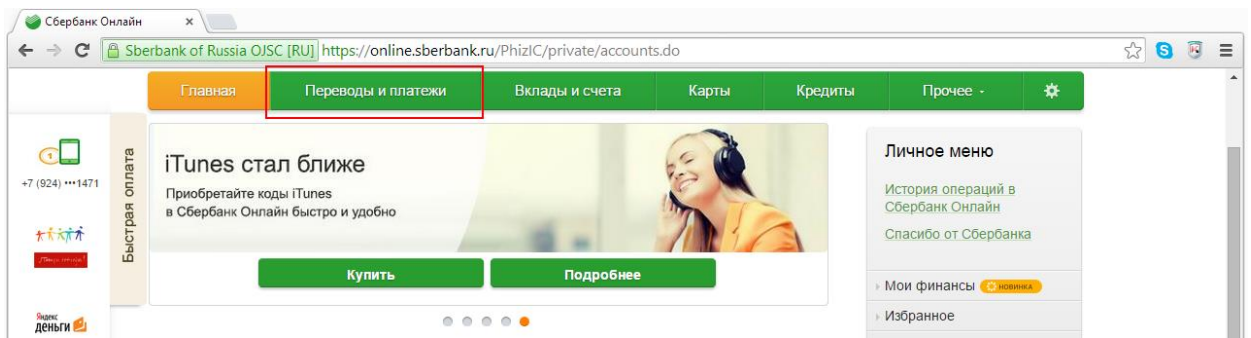 Сбербанк Онлайн
Sberbank of Russia OJSC [RU] https://online.sberbank.ru/PhizIC/private/accounts.do
Главная Переводы и платежи Вклады и счета Карты Кредиты Прочее
+7 (924) •••1471
Быстрая оплата
Яндекс
деньги
iTunes стал ближе
Приобретайте коды iTunes
в Сбербанк Онлайн быстро и удобно
Купить Подробнее
Личное меню
История операций в
Сбербанк Онлайн
Спасибо от Сбербанка
Мои финансы НОВИНКА
Избранное